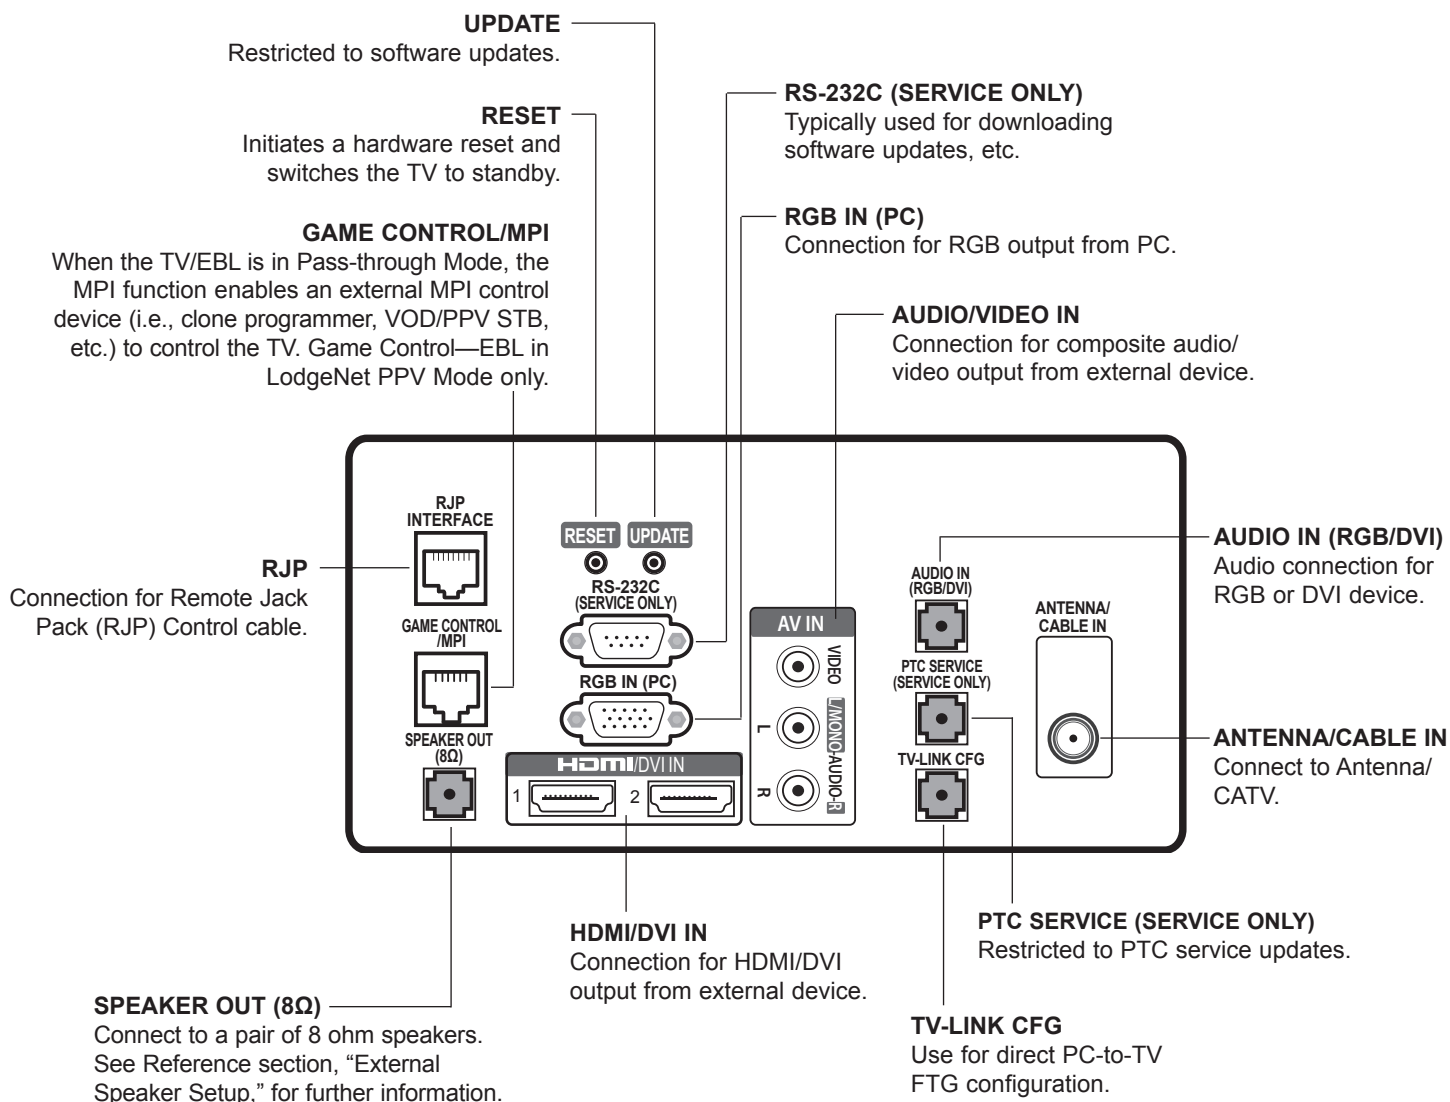 UPDATE
Restricted to software updates.
RESET
Initiates a hardware reset and
switches the TV to standby.
GAME CONTROL/MPI
When the TV/EBL is in Pass-through Mode, the
MPI function enables an external MPI control
device (i.e., clone programmer, VOD/PPV STB,
etc.) to control the TV. Game Control—EBL in
LodgeNet PPV Mode only.
RS-232C (SERVICE ONLY)
Typically used for downloading
software updates, etc.
RGB IN (PC)
Connection for RGB output from PC.
AUDIO/VIDEO IN
Connection for composite audio/
video output from external device.
RJP
Connection for Remote Jack
Pack (RJP) Control cable.
RJP
INTERFACE
GAME CONTROL
/MPI
SPEAKER OUT
(8Ω)
RESET
UPDATE
RS-232C
(SERVICE ONLY)
RGB IN (PC)
HDMI/DVI IN
1
2
AV IN
VIDEO
L/MONO-AUDIO-R
L
R
AUDIO IN
(RGB/DVI)
PTC SERVICE
(SERVICE ONLY)
TV-LINK CFG
ANTENNA/
CABLE IN
AUDIO IN (RGB/DVI)
Audio connection for
RGB or DVI device.
ANTENNA/CABLE IN
Connect to Antenna/
CATV.
SPEAKER OUT (8Ω)
Connect to a pair of 8 ohm speakers.
See Reference section, “External
Speaker Setup,” for further information.
HDMI/DVI IN
Connection for HDMI/DVI
output from external device.
PTC SERVICE (SERVICE ONLY)
Restricted to PTC service updates.
TV-LINK CFG
Use for direct PC-to-TV
FTG configuration.